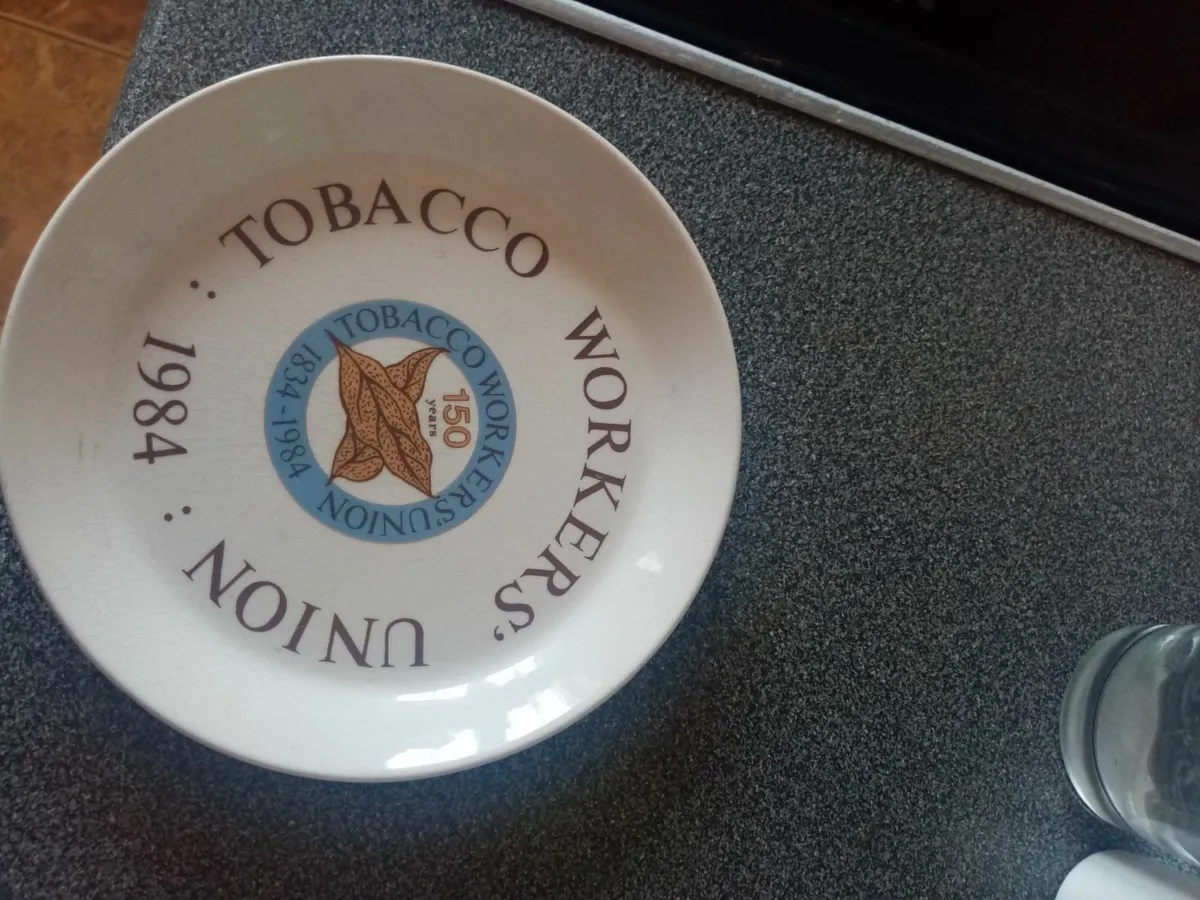 TOBACCO WORKERS' UNION
: 1984 :
TOBACCO WORKERS' UNION
1834-1984
150
years